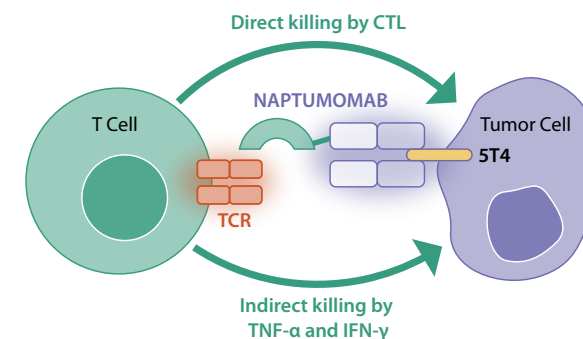 Direct killing by CTL
NAPTUMOMAB
T Cell
Tumor Cell
5T4
TCR
Indirect killing by
TNF-α and IFN-γ